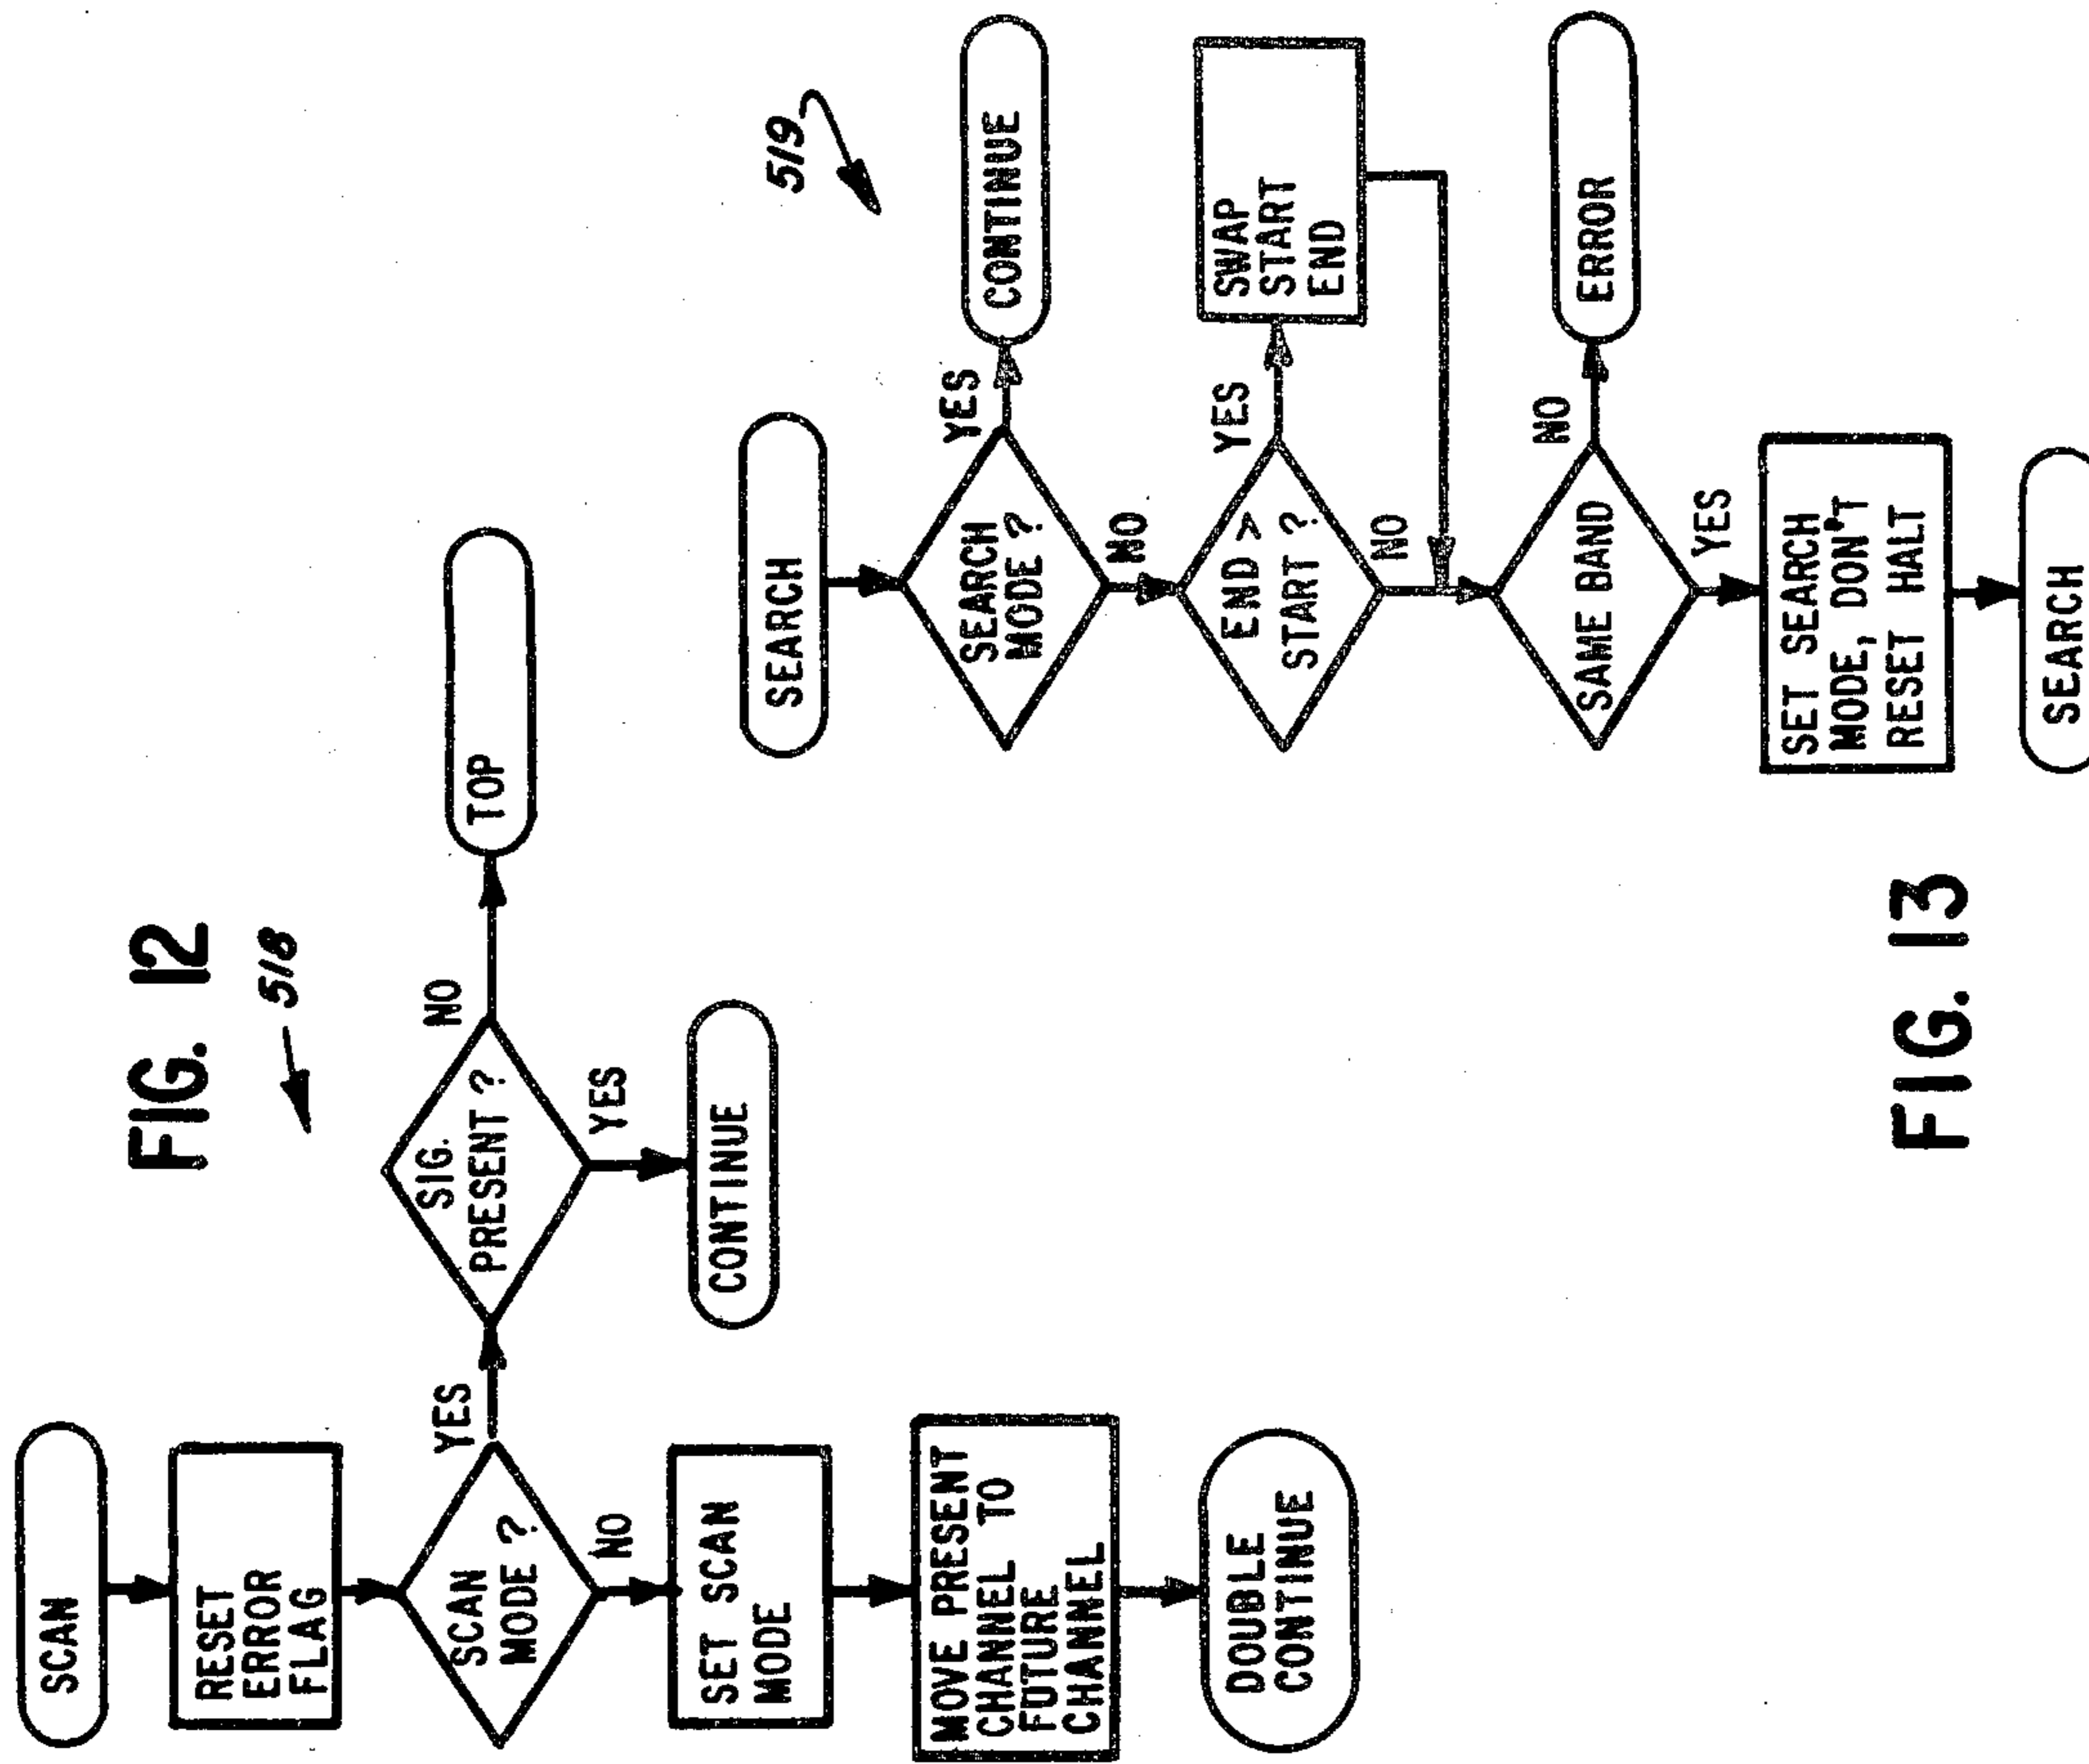 FIG. 12
518
SCAN
RESET
ERROR
FLAG
SCAN
MODE ?
YES
NO
SIG.
PRESENT ?
NO
TOP
YES
CONTINUE
SET SCAN
MODE
MOVE PRESENT
CHANNEL TO
FUTURE
CHANNEL
DOUBLE
CONTINUE
519
SEARCH
SEARCH
MODE ?
YES
CONTINUE
NO
END >
START ?
YES
SWAP
START
END
NO
SAME BAND
NO
ERROR
YES
SET SEARCH
MODE, DON'T
RESET HALT
SEARCH
FIG. 13